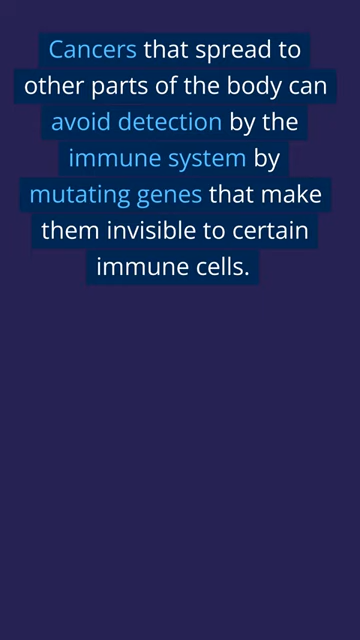 Cancers that spread to
other parts of the body can
avoid detection by the
immune system by
mutating genes that make
them invisible to certain
immune cells.